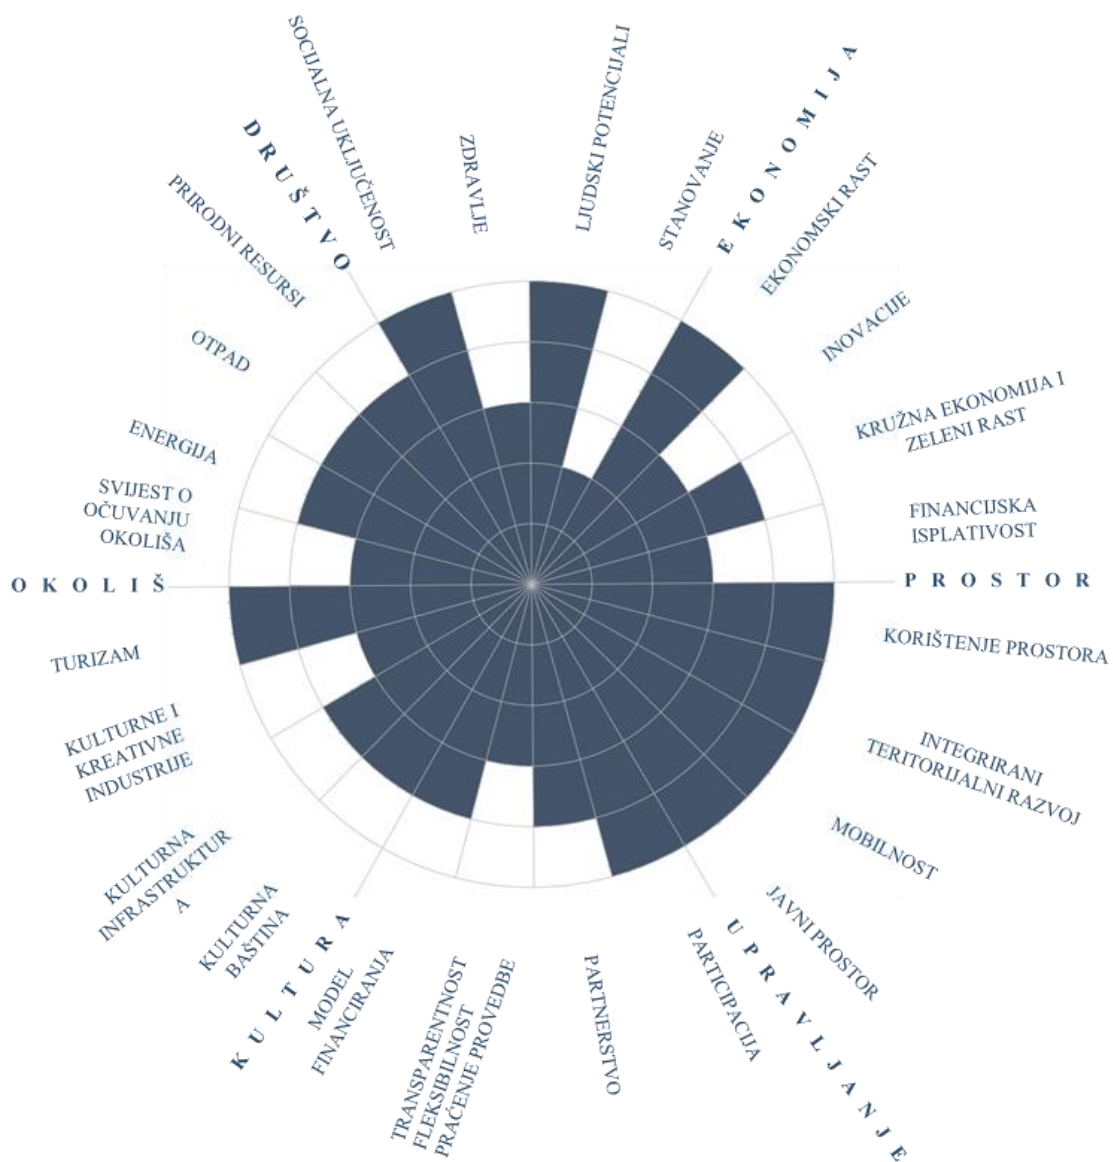 DRUŠTVO
SOCIJALNA UKLJUČENOST
ZDRAVLJE
LJUDSKI POTENCIJALI
STANOVANJE
EKONOMIJA
EKONOMSKI RAST
INOVACIJE
KRUŽNA EKONOMIJA I
ZELENI RAST
FINANCIJSKA
ISPLATIVOST
PROSTOR
KORIŠTENJE PROSTORA
INTEGRIRANI
TERITORIJALNI RAZVOJ
MOBILNOST
JAVNI PROSTOR
UPRAVLJANJE
PARTICIPACIJA
PARTNERSTVO
TRANSPARENTNOST
FLEKSIBILNOST
PRAĆENJE PROVEDBE
MODEL
FINANCIRANJA
KULTURA
KULTURNA
BAŠTINA
KULTURNA
INFRASTRUKTUR
A
KULTURNE I
KREATIVNE
INDUSTRIJE
TURIZAM
OKOLIŠ
SVIJEST O
OČUVANJU
OKOLIŠA
ENERGIJA
OTPAD
PRIRODNI RESURSI